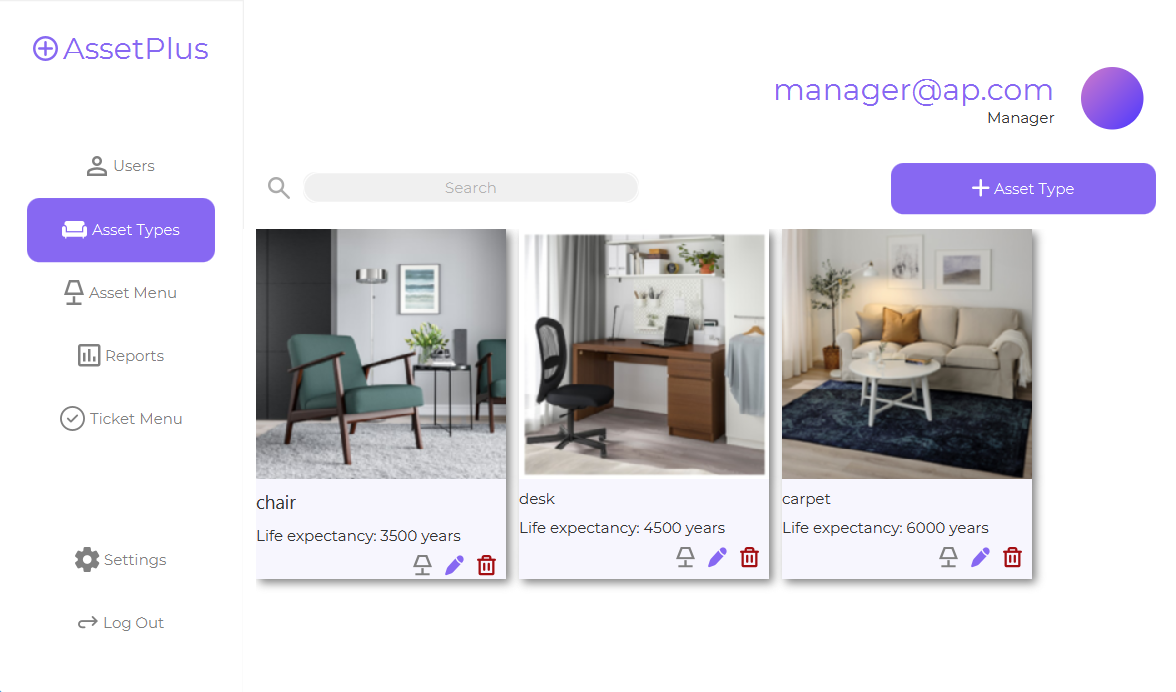 AssetPlus
manager@ap.com
Manager
Users
Asset Types
Asset Menu
Reports
Ticket Menu
Settings
Log Out
Search
Asset Type
chair
Life expectancy: 3500 years
desk
Life expectancy: 4500 years
carpet
Life expectancy: 6000 years